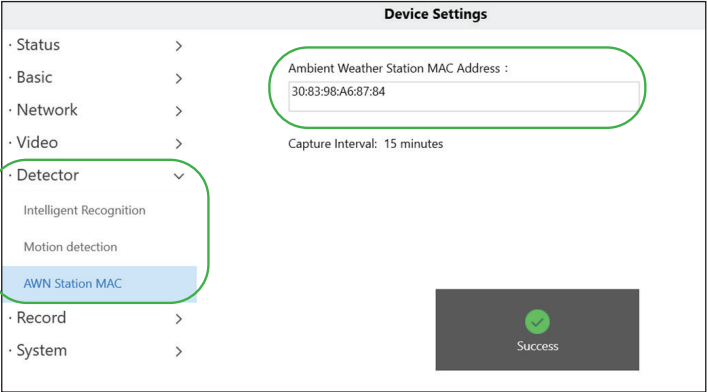 Device Settings
· Status >
· Basic >
· Network >
· Video >
· Detector
Intelligent Recognition
Motion detection
AWN Station MAC
· Record >
· System >
Ambient Weather Station MAC Address :
30:83:98:A6:87:84
Capture Interval: 15 minutes
Success